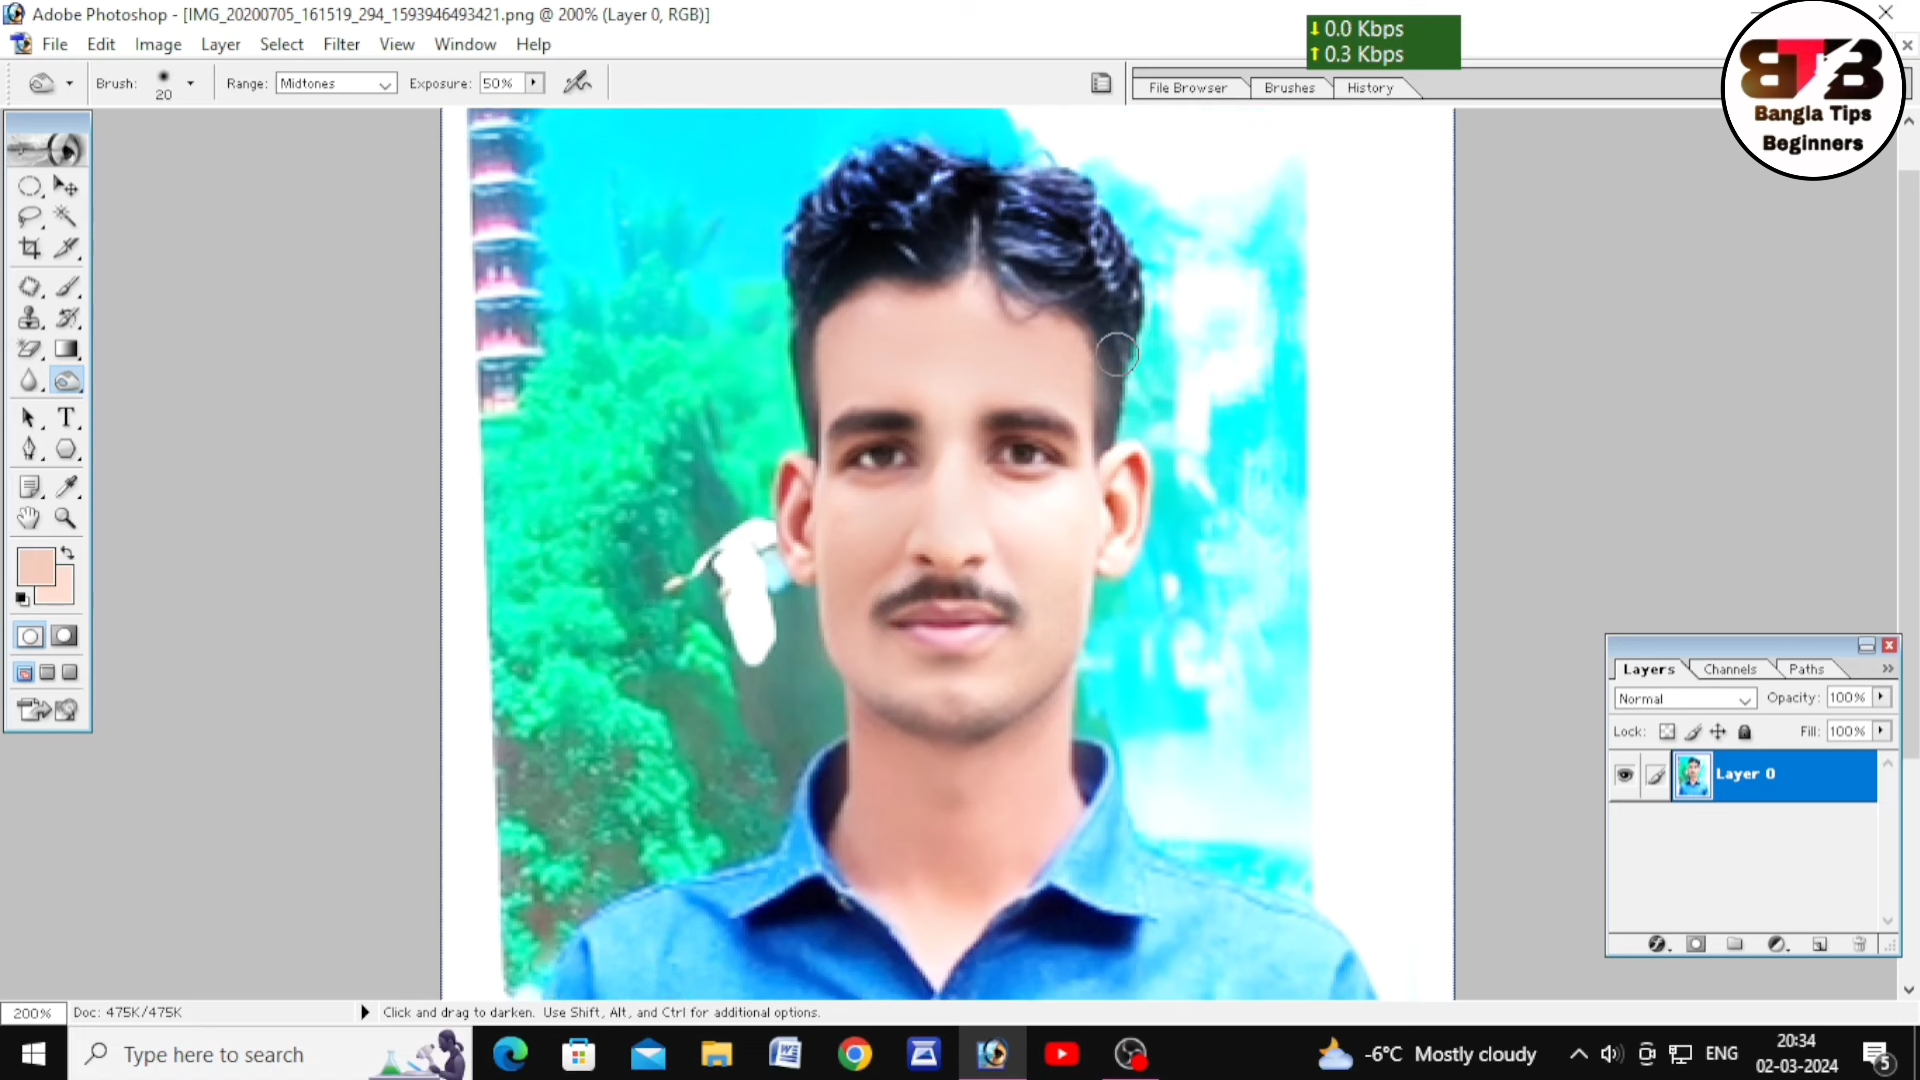 Adobe Photoshop - [IMG_20200705_161519_294_1593946493421.png @ 200% (Layer 0, RGB)]
0.0 Kbps
0.3 Kbps
File Edit Image Layer Select Filter View Window Help
Brush: 20 Range: Midtones Exposure: 50%
File Browser Brushes History
BTB
Bangla Tips
Beginners
T
Layers Channels Paths
Normal Opacity: 100%
Lock: Fill: 100%
Layer 0
200% Doc: 475K/475K Click and drag to darken. Use Shift, Alt, and Ctrl for additional options.
Type here to search
-6°C Mostly cloudy
ENG
20:34
02-03-2024
5